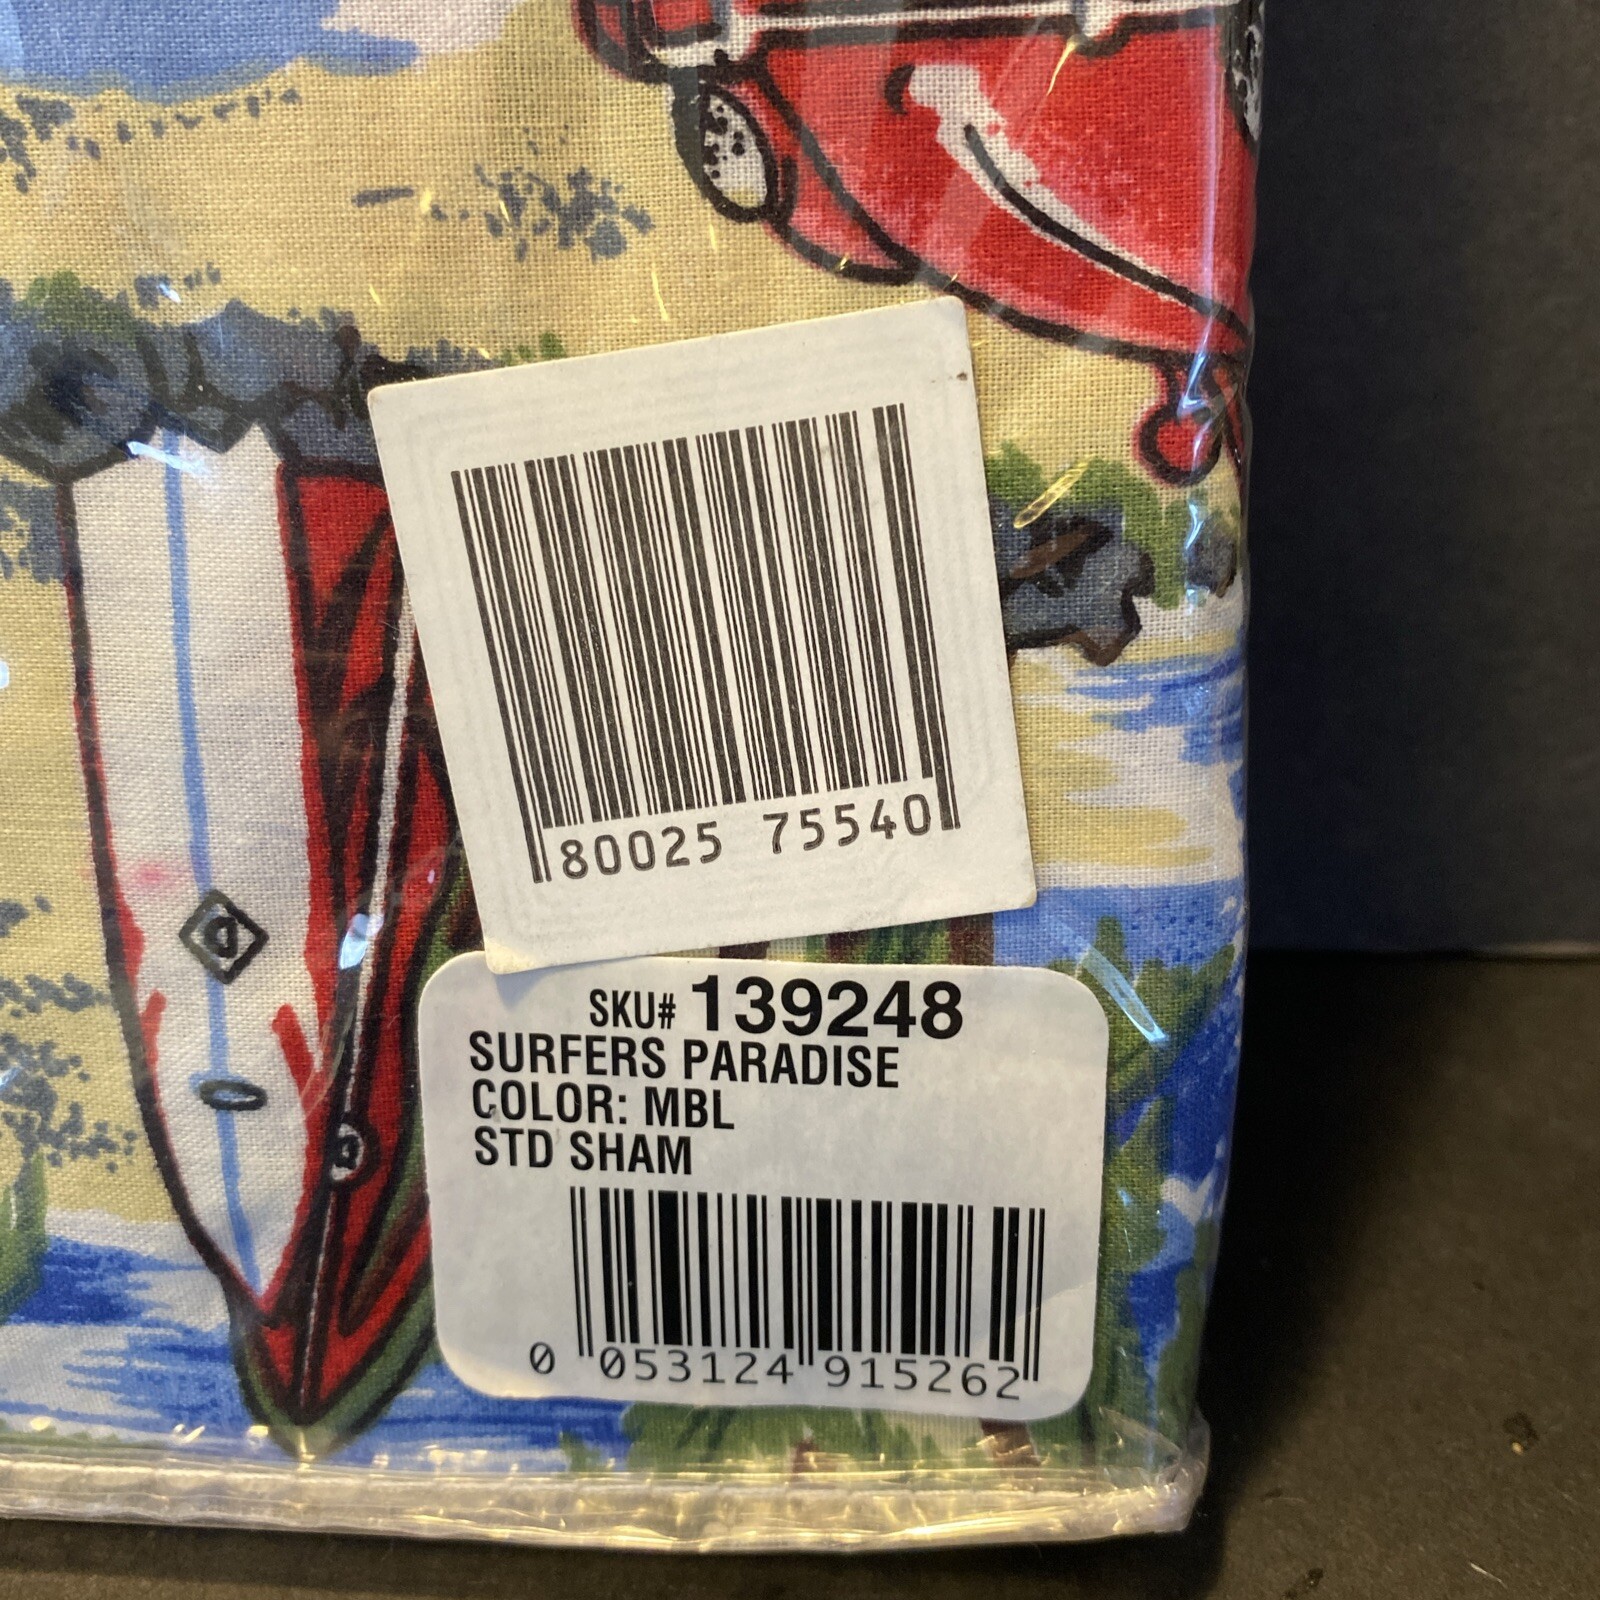 80025 75540
SKU# 139248
SURFERS PARADISE
COLOR: MBL
STD SHAM
0 053124 915262